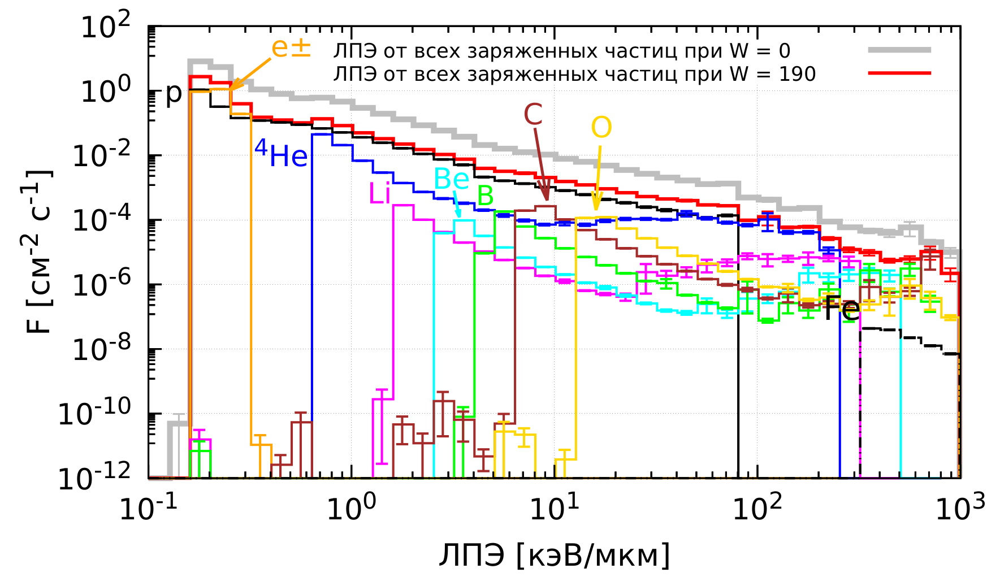 10²
e±
ЛПЭ от всех заряженных частиц при W = 0
ЛПЭ от всех заряженных частиц при W = 190
10⁰
p
C
O
10⁻²
⁴He
Be
Li
B
10⁻⁴
F [см⁻² с⁻¹]
10⁻⁶
Fe
10⁻⁸
10⁻¹⁰
10⁻¹²
10⁻¹ 10⁰ 10¹ 10² 10³
ЛПЭ [кэВ/мкм]